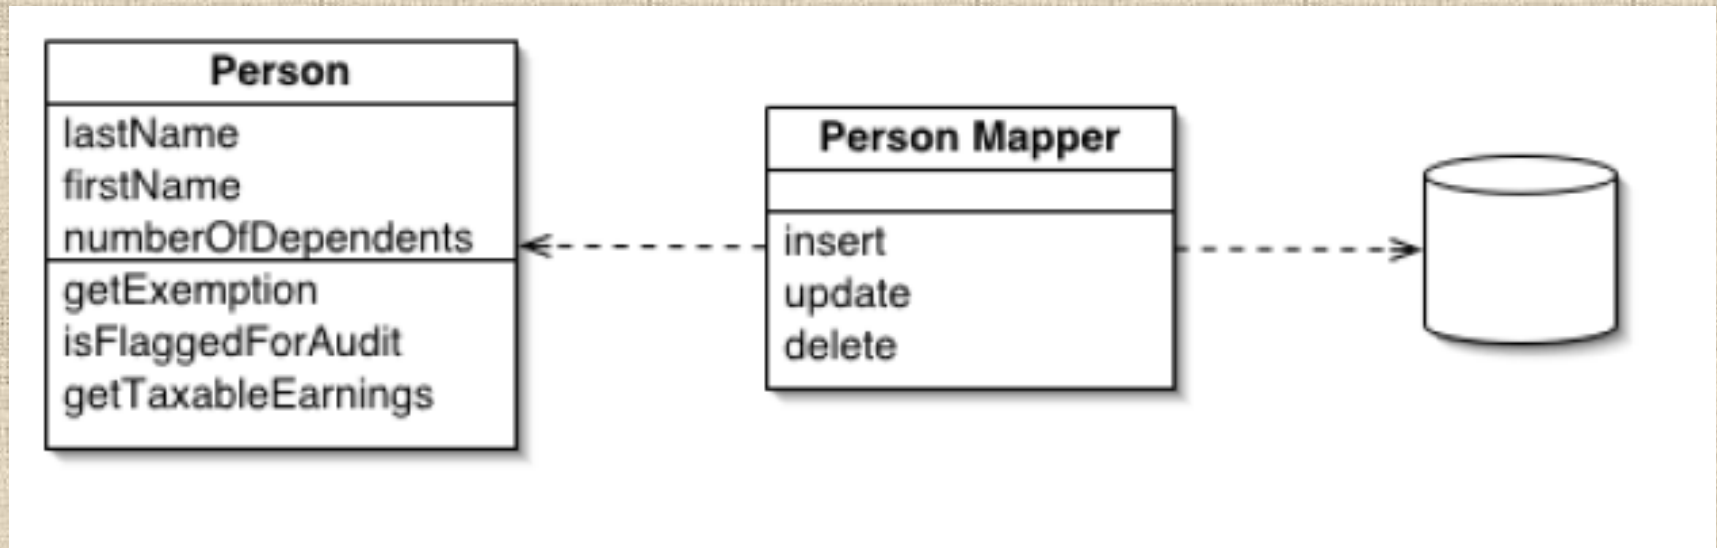 Person
lastName
firstName
numberOfDependents
getExemption
isFlaggedForAudit
getTaxableEarnings
Person Mapper
insert
update
delete